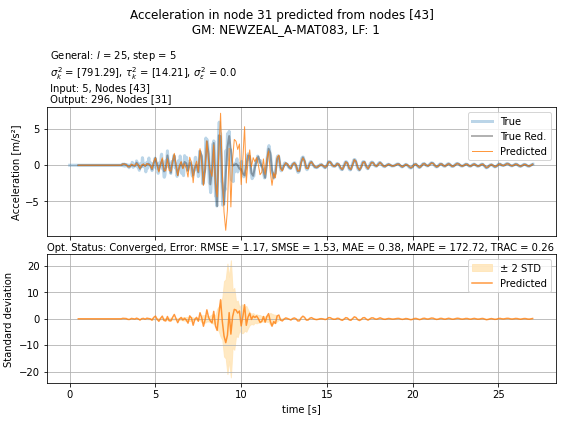 Acceleration in node 31 predicted from nodes [43]
GM: NEWZEAL_A-MAT083, LF: 1
General: l = 25, step = 5
σ²ₖ = [791.29], τ²ₖ = [14.21], σ²ε = 0.0
Input: 5, Nodes [43]
Output: 296, Nodes [31]
Acceleration [m/s²]
5
0
−5
True
True Red.
Predicted
Opt. Status: Converged, Error: RMSE = 1.17, SMSE = 1.53, MAE = 0.38, MAPE = 172.72, TRAC = 0.26
Standard deviation
20
10
0
−10
−20
± 2 STD
Predicted
0 5 10 15 20 25
time [s]